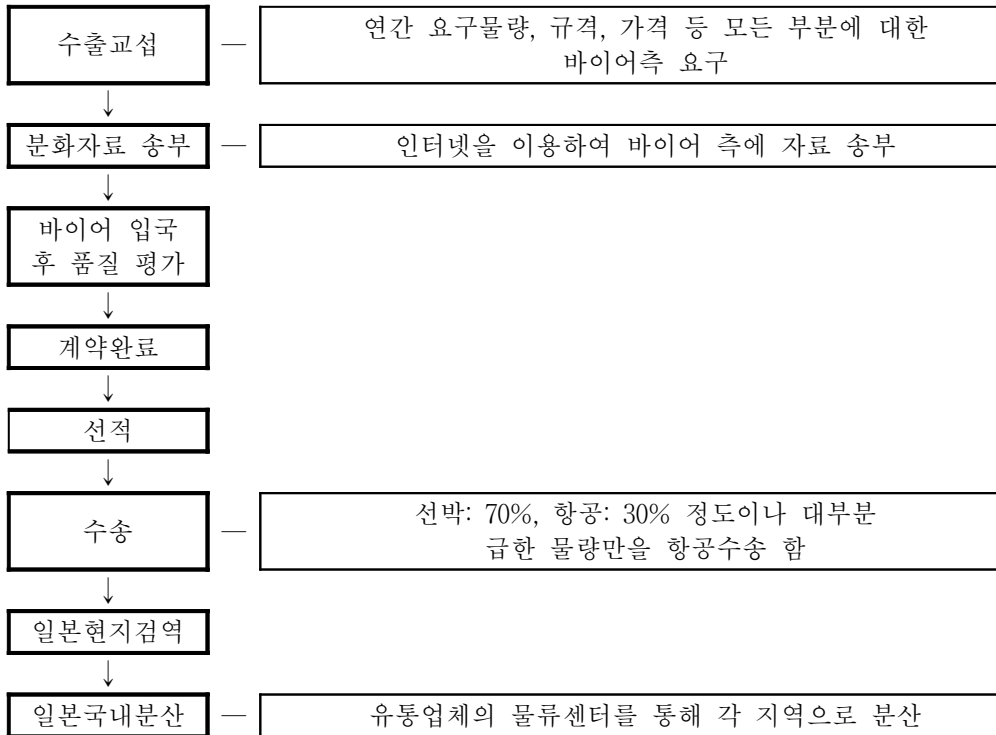 수출교섭
연간 요구물량, 규격, 가격 등 모든 부분에 대한
바이어측 요구
↓
분화자료 송부
인터넷을 이용하여 바이어 측에 자료 송부
↓
바이어 입국
후 품질 평가
↓
계약완료
↓
선적
↓
수송
선박: 70%, 항공: 30% 정도이나 대부분
급한 물량만을 항공수송 함
↓
일본현지검역
↓
일본국내분산
유통업체의 물류센터를 통해 각 지역으로 분산